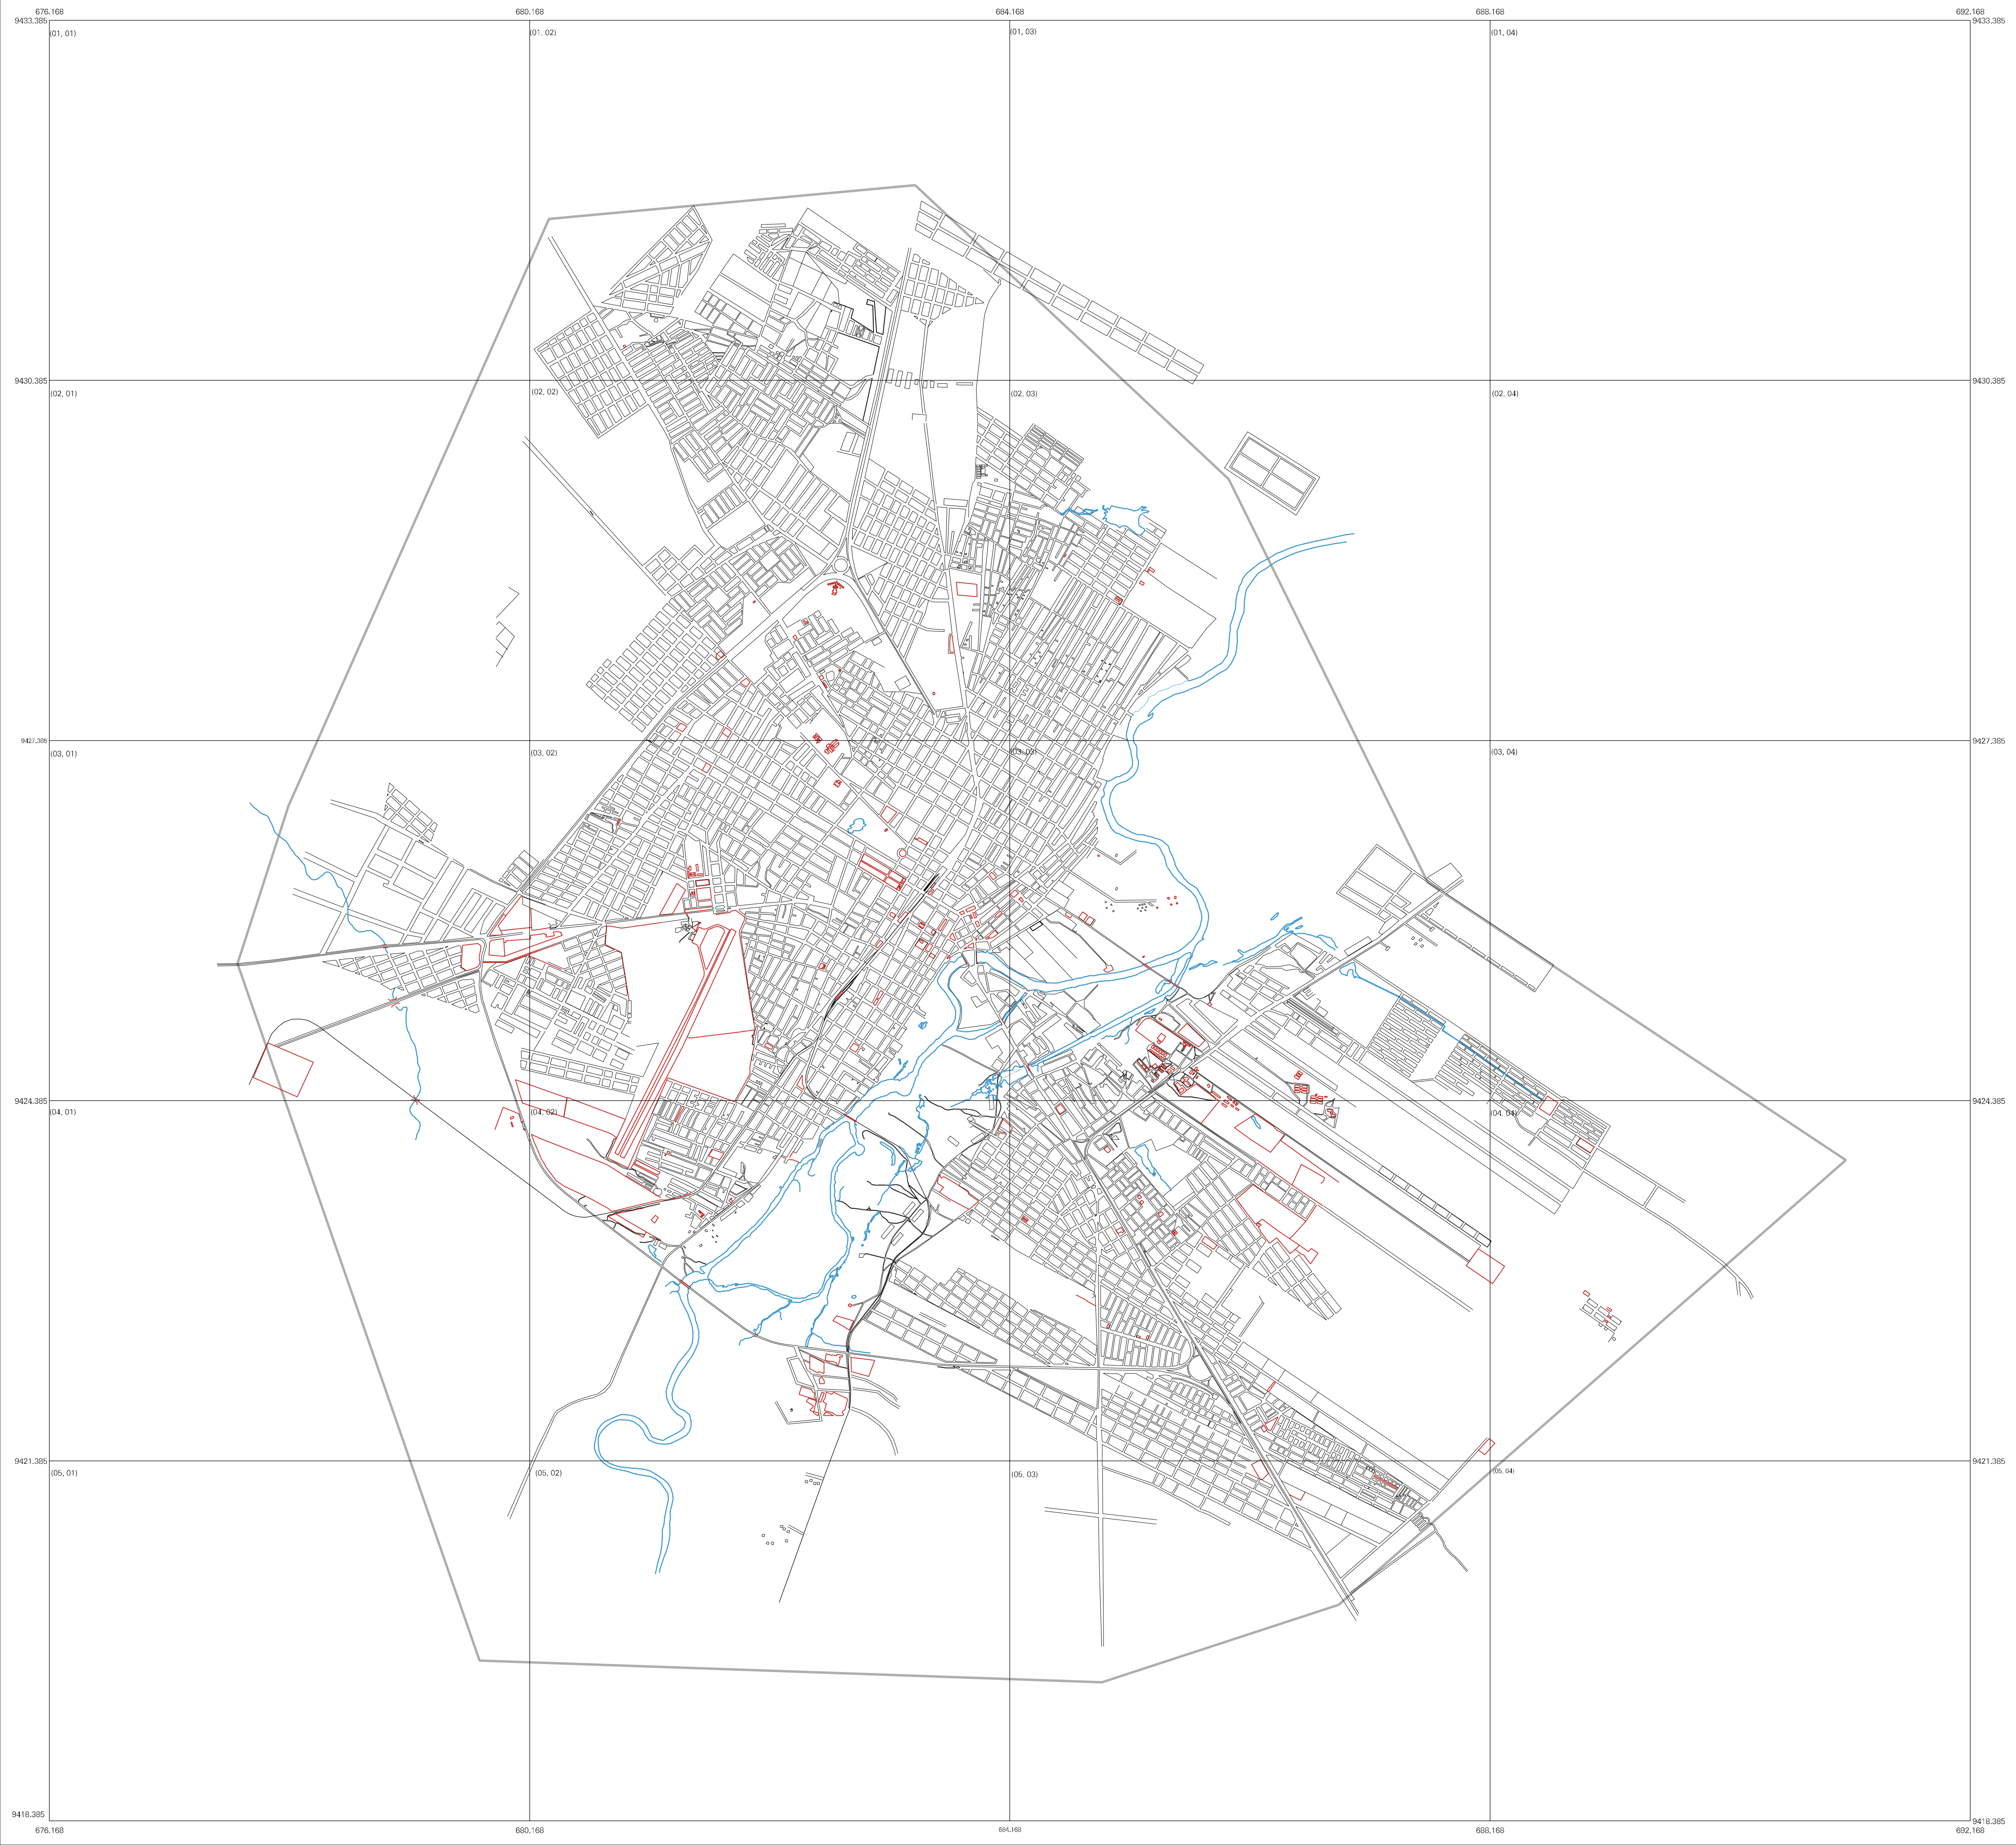 676.168 680.168 684.168 688.168 692.168
9433.385 9433.385
(01, 01) (01, 02) (01, 03) (01, 04)
9430.385 9430.385
(02, 01) (02, 02) (02, 03) (02, 04)
9427.385 9427.385
(03, 01) (03, 02) (03, 03) (03, 04)
9424.385 9424.385
(04, 01) (04, 02) (04, 04)
9421.385 9421.385
(05, 01) (05, 02) (05, 03) (05, 04)
9418.385 9418.385
676.168 680.168 684.168 688.168 692.168